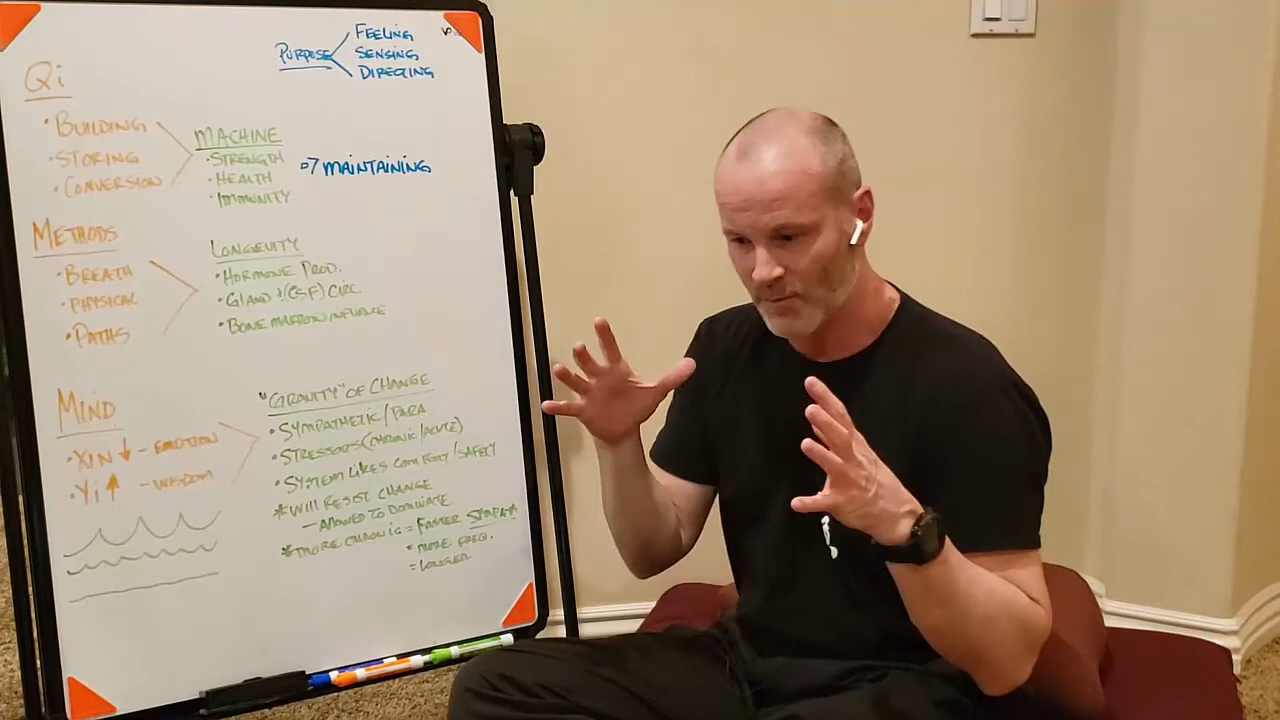 PURPOSE
FEELING
SENSING
DIRECTING
Qi
•BUILDING
•STORING
•CONVERSION
MACHINE
•STRENGTH
•HEALTH
•IMMUNITY
MAINTAINING
METHODS
•BREATH
•PHYSICAL
•PATHS
LONGEVITY
•HORMONE PROD.
•GLAND (CSF) CIRC.
•BONE MARROW INFLUENCE
MIND
•XIN ↓ - EMOTION
•Yi ↑ - WISDOM
"GRAVITY" OF CHANGE
•SYMPATHETIC/PARA
•STRESSORS (CHRONIC/ACUTE)
•SYSTEM LIKES COMFORT/SAFETY
*WILL RESIST CHANGE
-ALLOWED TO DOMINATE
*MORE CHRONIC = FASTER SYMPATH
= MORE FREQ.
= LONGER